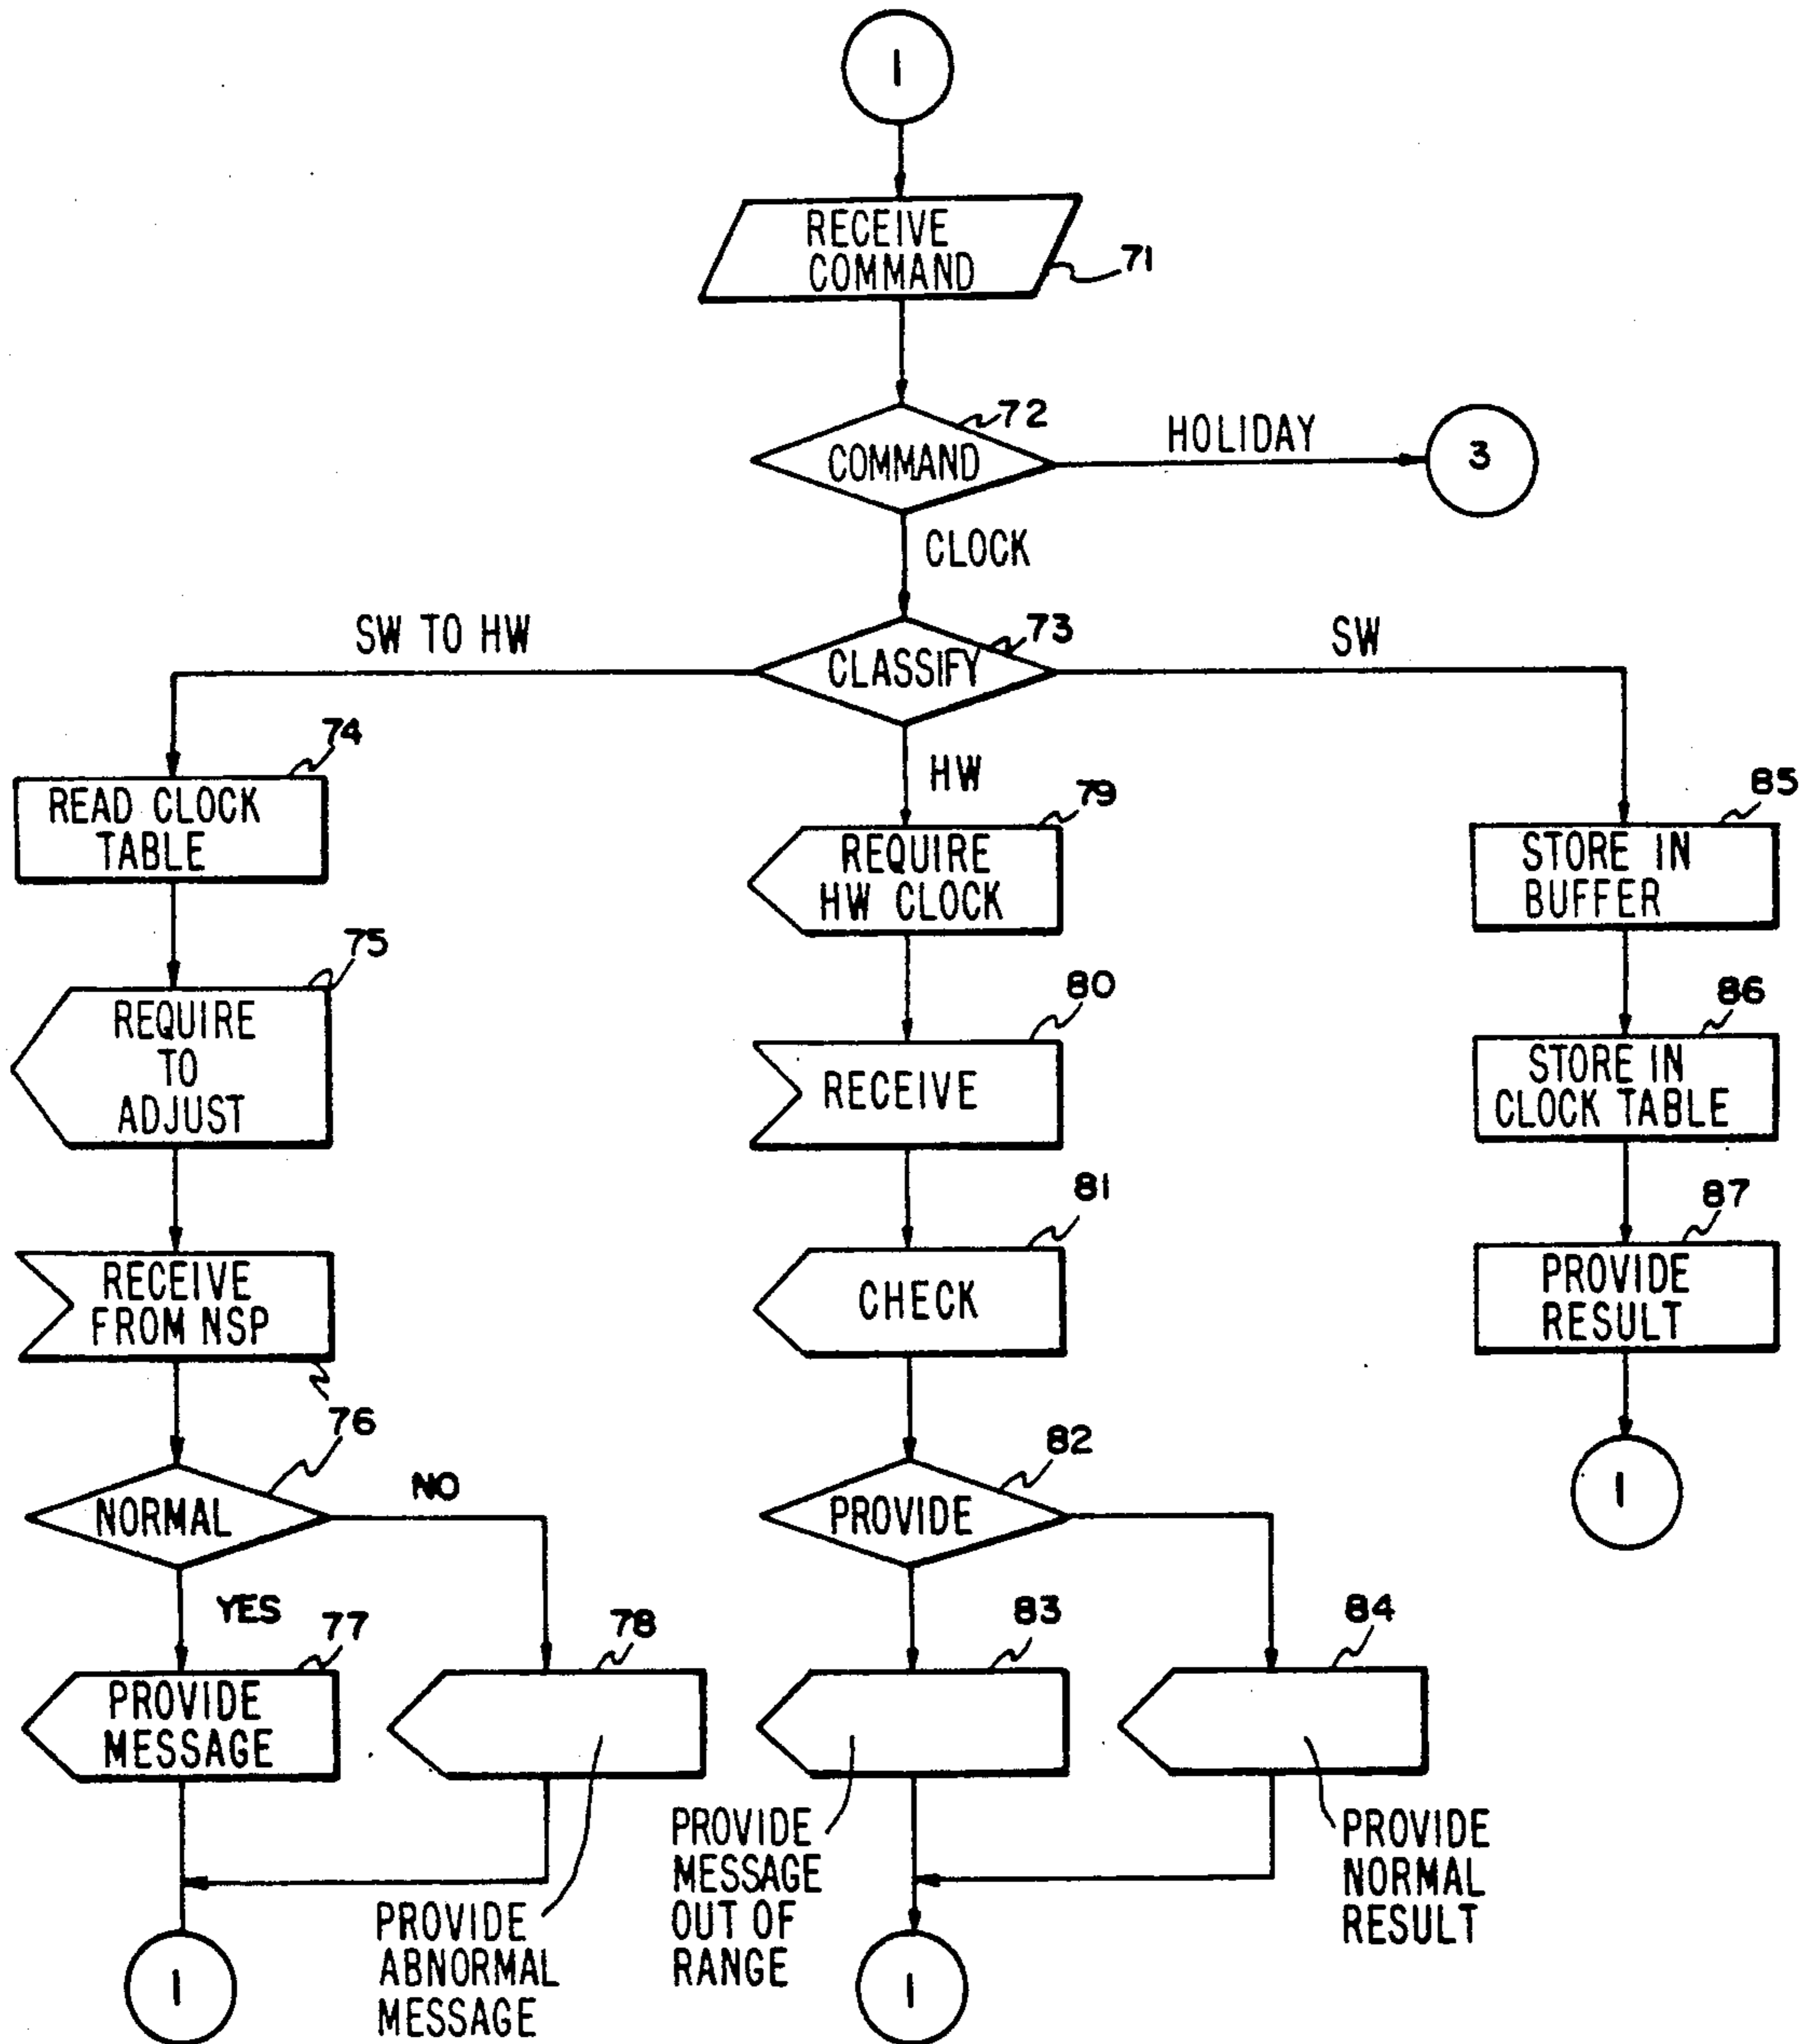 1
RECEIVE
COMMAND
71
72
COMMAND
HOLIDAY
3
CLOCK
SW TO HW
73
CLASSIFY
SW
74
READ CLOCK
TABLE
HW
79
REQUIRE
HW CLOCK
85
STORE IN
BUFFER
75
REQUIRE
TO
ADJUST
80
RECEIVE
86
STORE IN
CLOCK TABLE
RECEIVE
FROM NSP
76
81
CHECK
87
PROVIDE
RESULT
1
NORMAL
NO
YES
82
PROVIDE
77
PROVIDE
MESSAGE
78
PROVIDE
ABNORMAL
MESSAGE
83
PROVIDE
MESSAGE
OUT OF
RANGE
84
PROVIDE
NORMAL
RESULT
1
1